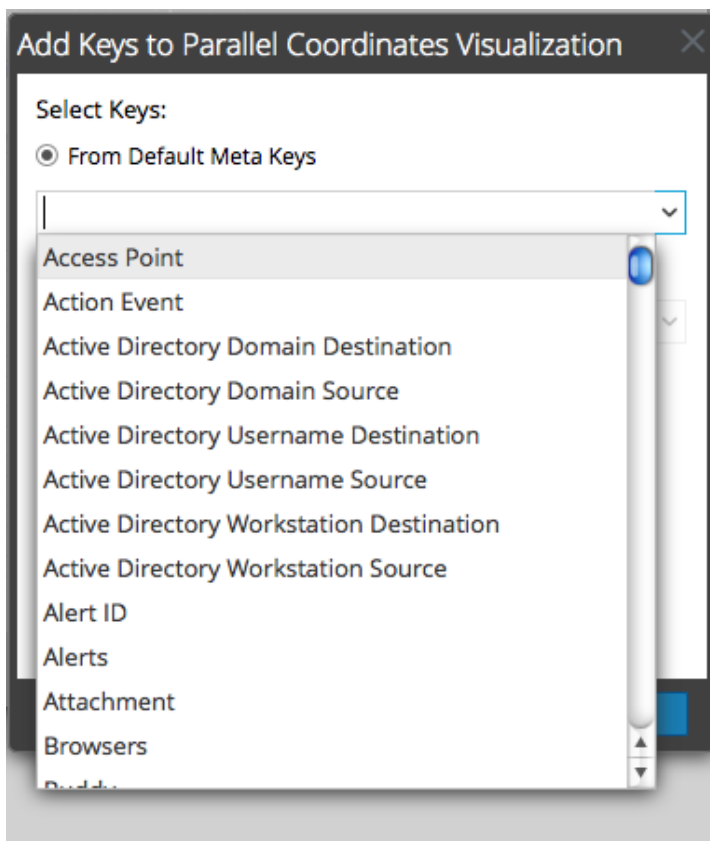 Add Keys to Parallel Coordinates Visualization
Select Keys:
From Default Meta Keys
Access Point
Action Event
Active Directory Domain Destination
Active Directory Domain Source
Active Directory Username Destination
Active Directory Username Source
Active Directory Workstation Destination
Active Directory Workstation Source
Alert ID
Alerts
Attachment
Browsers
Buddy